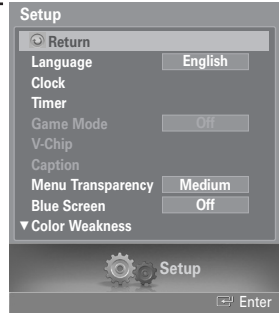 Setup
Return
Language English
Clock
Timer
Game Mode Off
V-Chip
Caption
Menu Transparency Medium
Blue Screen Off
▼ Color Weakness
Setup
Enter